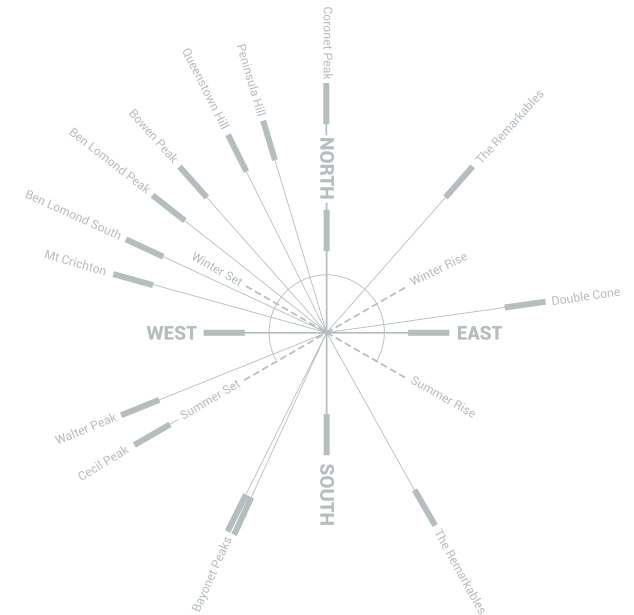 Coronet Peak
Peninsula Hill
Queenstown Hill
Bowen Peak
Ben Lomond Peak
Ben Lomond South
Mt Crichton
The Remarkables
NORTH
Winter Set
Winter Rise
Double Cone
WEST
EAST
Summer Set
Summer Rise
Walter Peak
Cecil Peak
SOUTH
Bayonet Peaks
The Remarkables